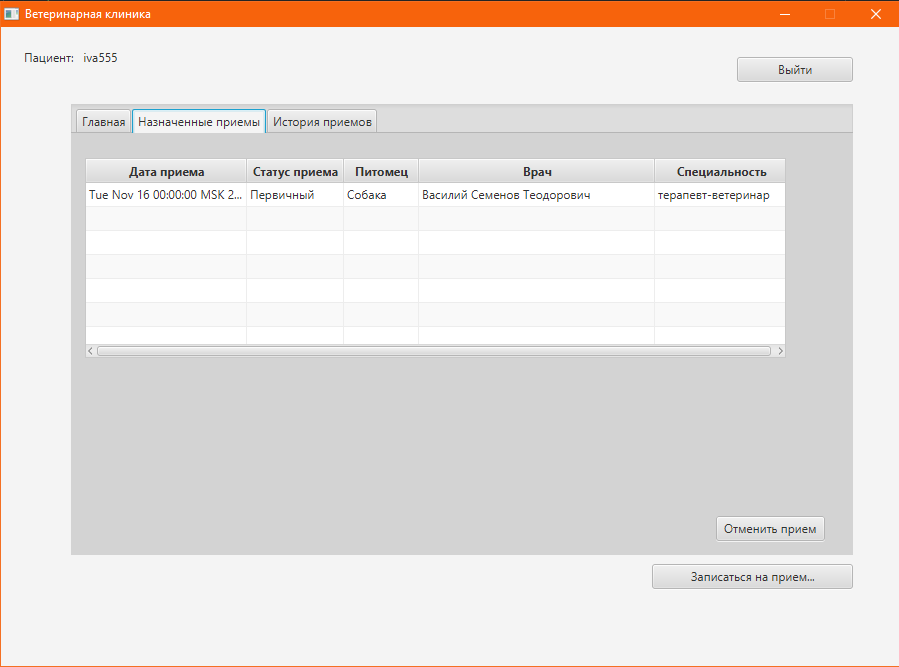 Ветеринарная клиника
Пациент: iva555
Выйти
Главная Назначенные приемы История приемов
Дата приема Статус приема Питомец Врач Специальность
Tue Nov 16 00:00:00 MSK 2... Первичный Собака Василий Семенов Теодорович терапевт-ветеринар
Отменить прием
Записаться на прием...